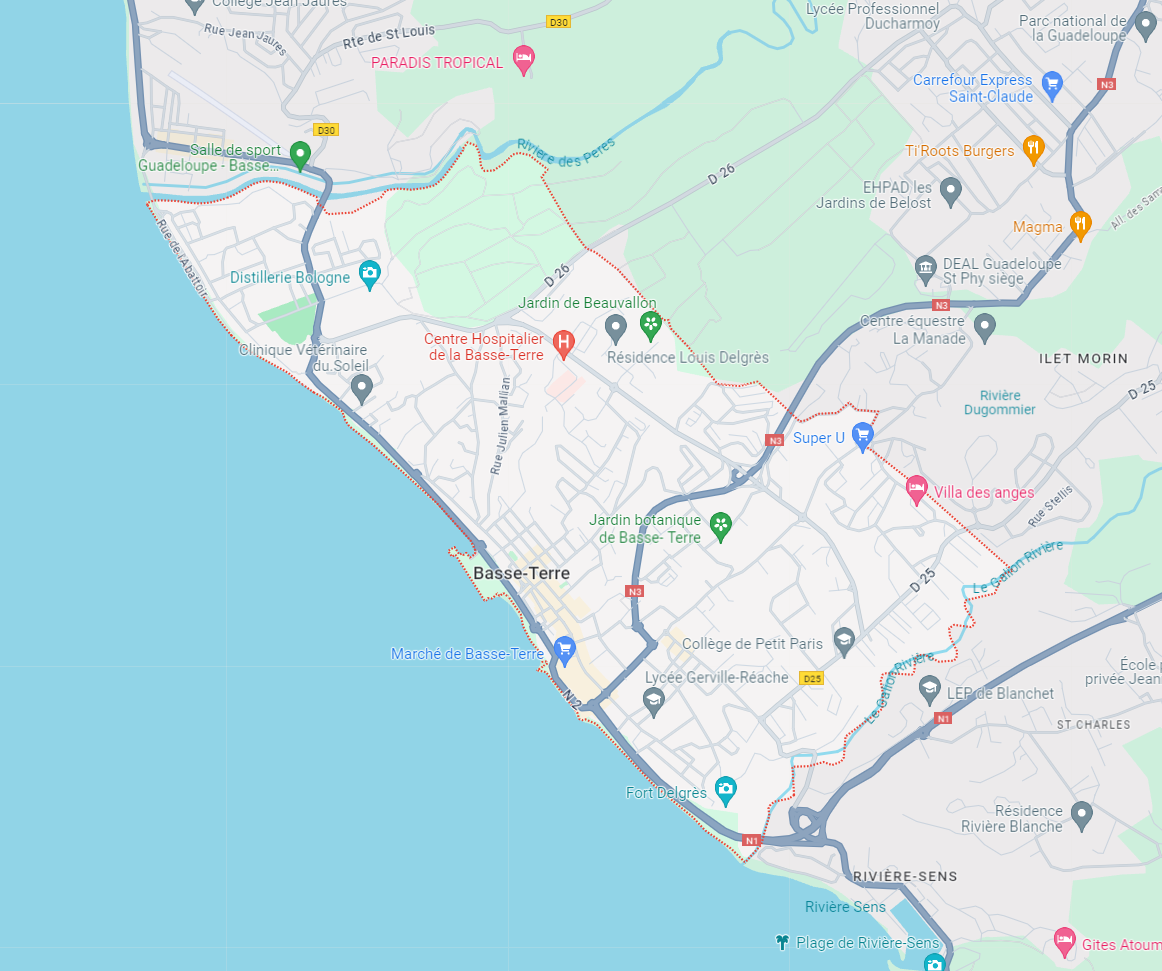 Collège Jean Jaurès
Rue Jean Jaurès
Rte de St Louis
D30
PARADIS TROPICAL
Lycée Professionnel
Ducharmoy
Parc national de
la Guadeloupe
Carrefour Express
Saint-Claude
N3
D30
Salle de sport
Guadeloupe - Basse...
Rivière des Pères
D 26
Ti'Roots Burgers
EHPAD les
Jardins de Belost
Magma
All. des Sama
Rue de l'Abattoir
Distillerie Bologne
D 26
DEAL Guadeloupe
St Phy siège
N3
Jardin de Beauvallon
Centre équestre
La Manade
Centre Hospitalier
de la Basse-Terre
Résidence Louis Delgrès
Clinique Vétérinaire
du Soleil
ILET MORIN
D 25
Rivière
Dugommier
Rue Julien Mallian
N3
Super U
Villa des anges
Rue Stellis
Jardin botanique
de Basse- Terre
Le Galion Rivière
Basse-Terre
D 25
N3
Marché de Basse-Terre
Collège de Petit Paris
Le Galion Rivière
Lycée Gerville-Réache
D25
N 2
LEP de Blanchet
École p
privée Jean
N1
ST CHARLES
Fort Delgrès
Résidence
Rivière Blanche
N1
RIVIÈRE-SENS
Rivière Sens
Plage de Rivière-Sens
Gites Atoum